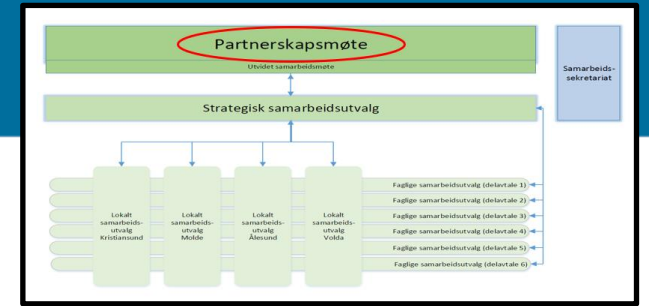 Partnerskapsmøte
Utvidet samarbeidsmøte
Samarbeids-
sekretariat
Strategisk samarbeidsutvalg
Lokalt
samarbeids-
utvalg
Kristiansund
Lokalt
samarbeids-
utvalg
Molde
Lokalt
samarbeids-
utvalg
Ålesund
Lokalt
samarbeids-
utvalg
Volda
Faglige samarbeidsutvalg (delavtale 1)
Faglige samarbeidsutvalg (delavtale 2)
Faglige samarbeidsutvalg (delavtale 3)
Faglige samarbeidsutvalg (delavtale 4)
Faglige samarbeidsutvalg (delavtale 5)
Faglige samarbeidsutvalg (delavtale 6)